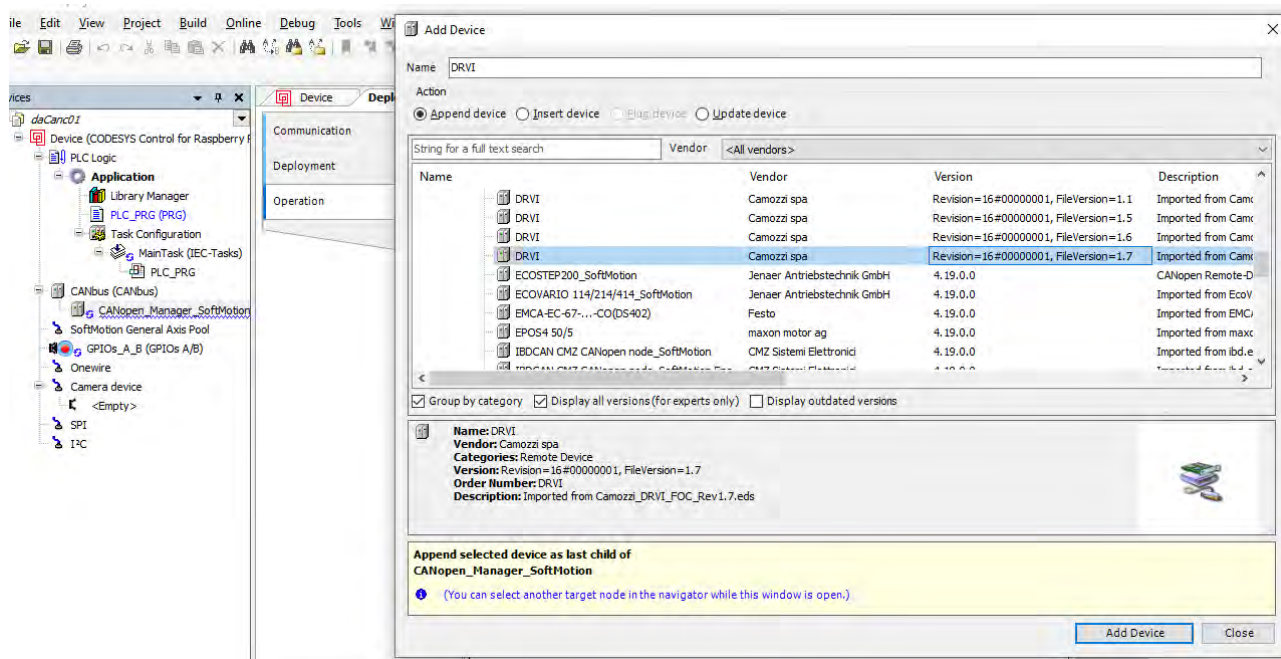 ile Edit View Project Build Online Debug Tools Wi
Add Device
Name DRVI
Action
Append device Insert device Plug device Update device
String for a full text search Vendor <All vendors>
Name Vendor Version Description
DRVI Camozzi spa Revision=16#00000001, FileVersion=1.1 Imported from Camo
DRVI Camozzi spa Revision=16#00000001, FileVersion=1.5 Imported from Camo
DRVI Camozzi spa Revision=16#00000001, FileVersion=1.6 Imported from Camo
DRVI Camozzi spa Revision=16#00000001, FileVersion=1.7 Imported from Camo
ECOSTEP200_SoftMotion Jenaer Antriebstechnik GmbH 4.19.0.0 CANopen Remote-D
ECOVARIO 114/214/414_SoftMotion Jenaer Antriebstechnik GmbH 4.19.0.0 Imported from EcoV
EMCA-EC-67-...-CO(DS402) Festo 4.19.0.0 Imported from EMCA
EPOS4 50/5 maxon motor ag 4.19.0.0 Imported from maxo
IBDCAN CMZ CANopen node_SoftMotion CMZ Sistemi Elettronici 4.19.0.0 Imported from ibd.e
Group by category Display all versions (for experts only) Display outdated versions
Name: DRVI
Vendor: Camozzi spa
Categories: Remote Device
Version: Revision=16#00000001, FileVersion=1.7
Order Number: DRVI
Description: Imported from Camozzi_DRVI_FOC_Rev1.7.eds
Append selected device as last child of
CANopen_Manager_SoftMotion
(You can select another target node in the navigator while this window is open.)
Add Device Close
vices
daCanc01
Device (CODESYS Control for Raspberry
PLC Logic
Application
Library Manager
PLC_PRG (PRG)
Task Configuration
MainTask (IEC-Tasks)
PLC_PRG
CANbus (CANbus)
CANopen_Manager_SoftMotion
SoftMotion General Axis Pool
GPIOs_A_B (GPIOs A/B)
Onewire
Camera device
<Empty>
SPI
I²C
Device Depl
Communication
Deployment
Operation